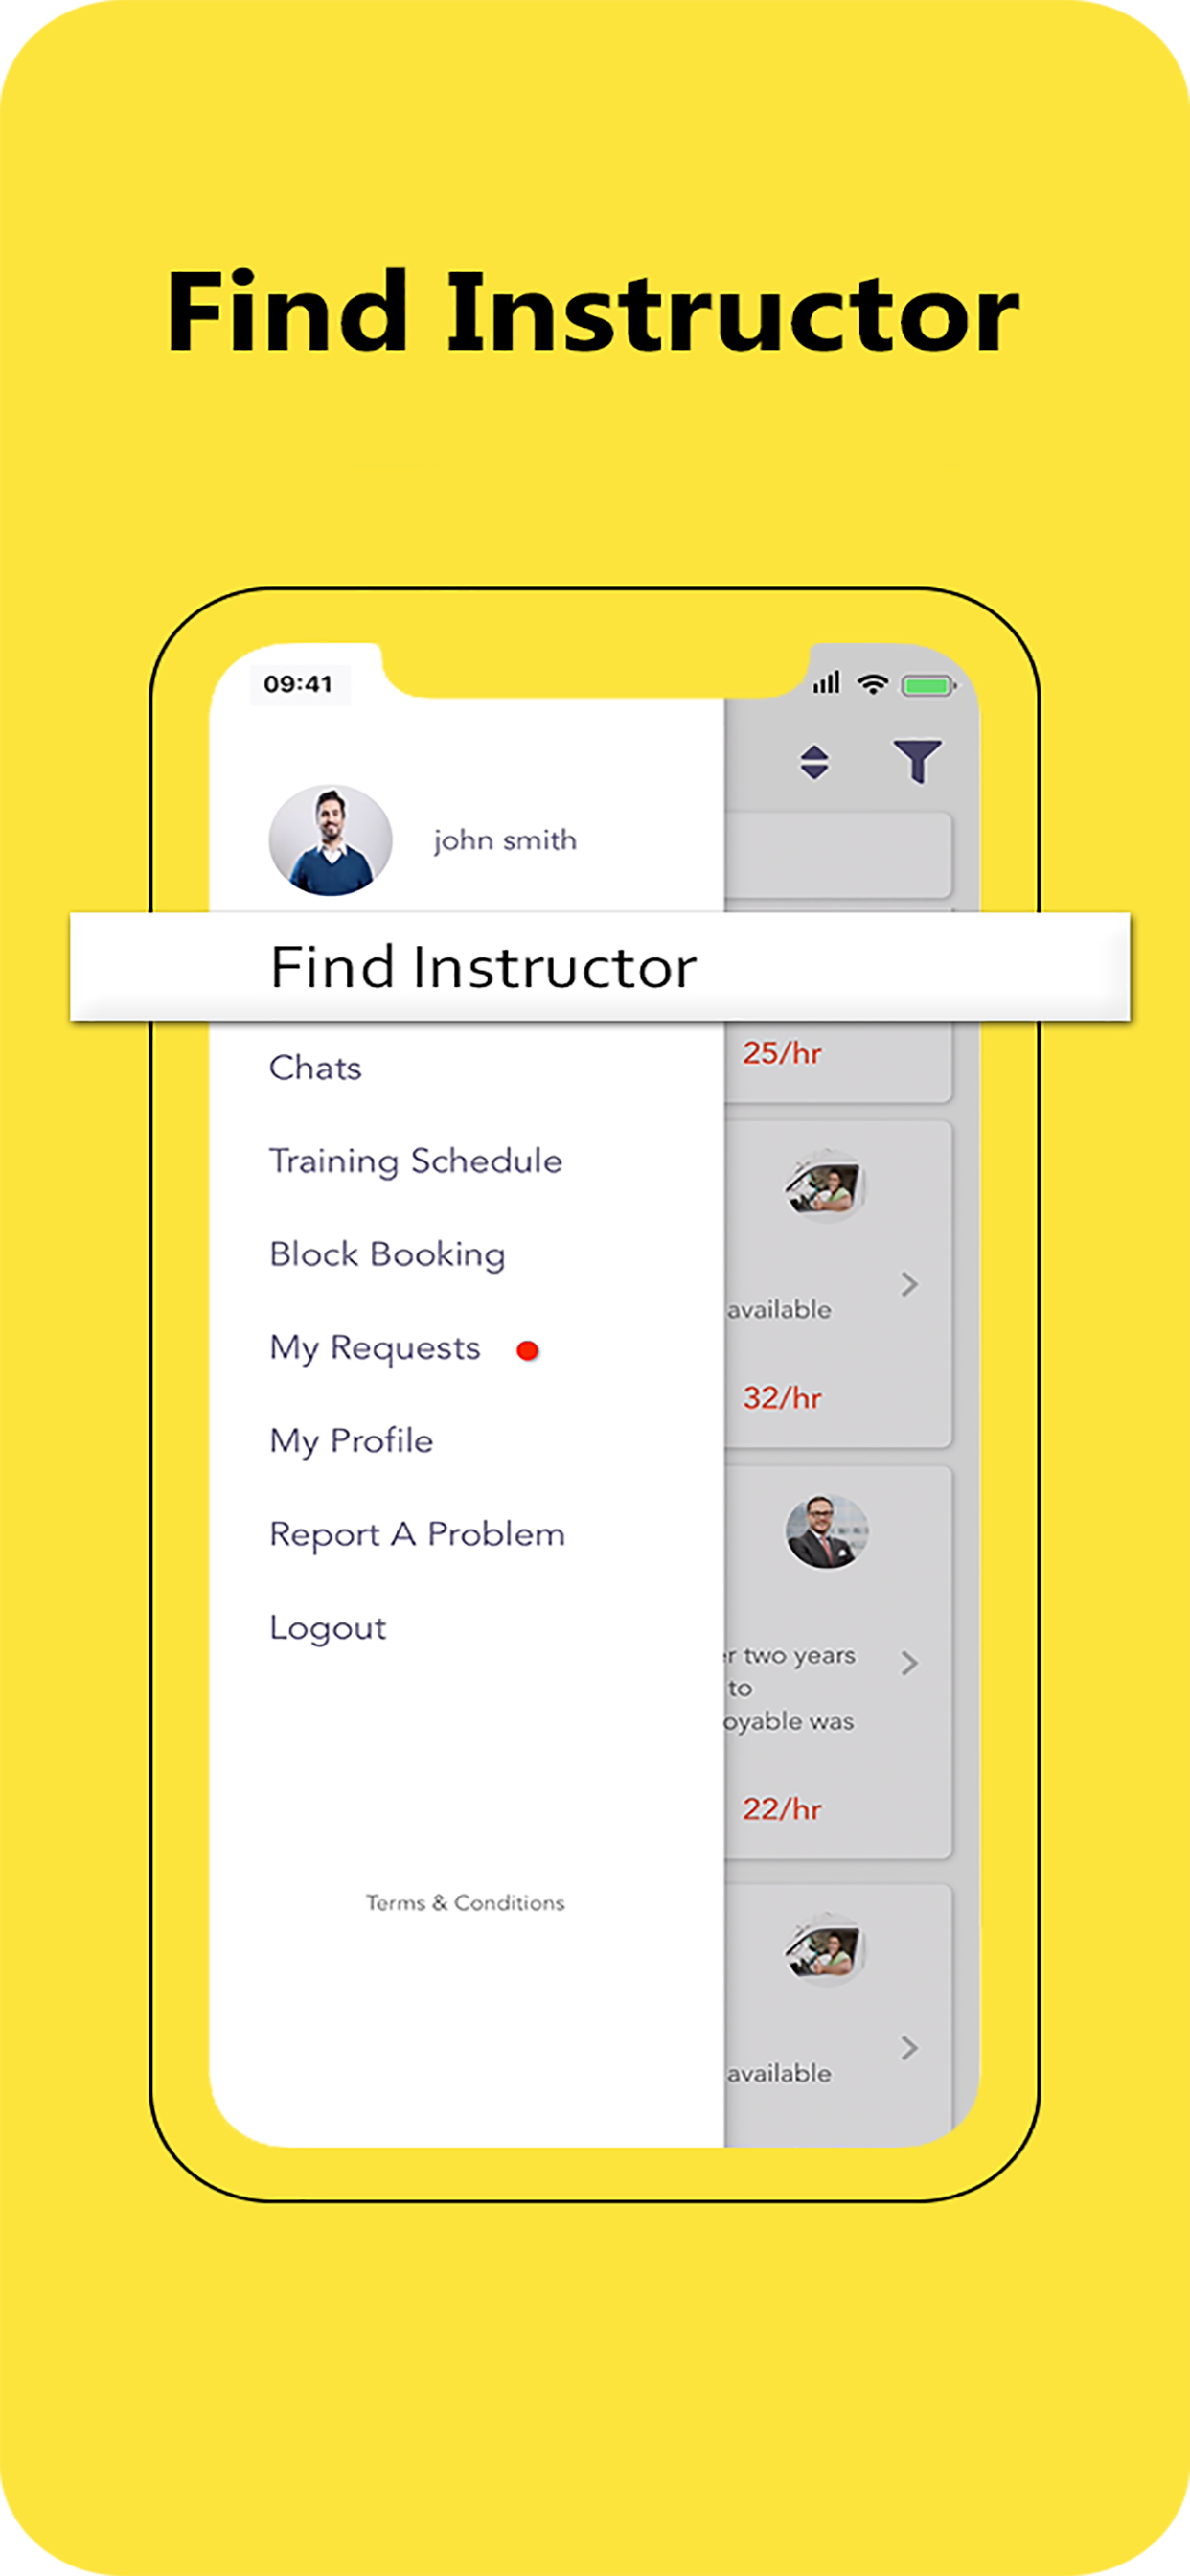 Find Instructor
09:41
john smith
Find Instructor
25/hr
Chats
Training Schedule
Block Booking
available
My Requests
32/hr
My Profile
Report A Problem
Logout
two years
to
was
22/hr
Terms & Conditions
available